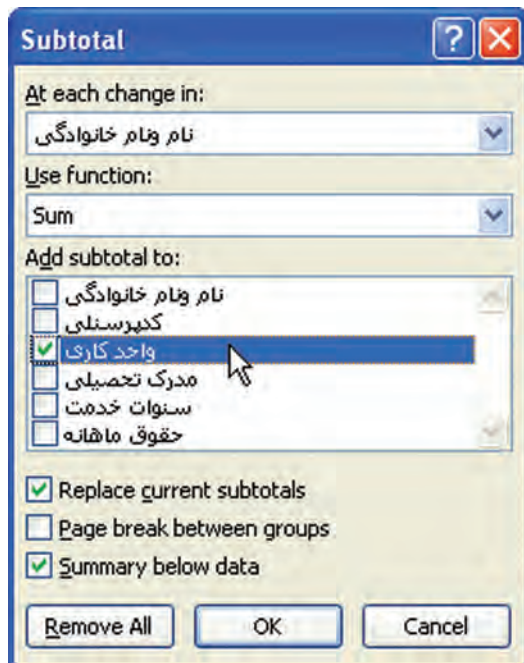 Subtotal
At each change in:
نام ونام خانوادگی
Use function:
Sum
Add subtotal to:
نام ونام خانوادگی
کدپرسنلی
واحد کاری
مدرک تحصیلی
سنوات خدمت
حقوق ماهانه
Replace current subtotals
Page break between groups
Summary below data
Remove All OK Cancel